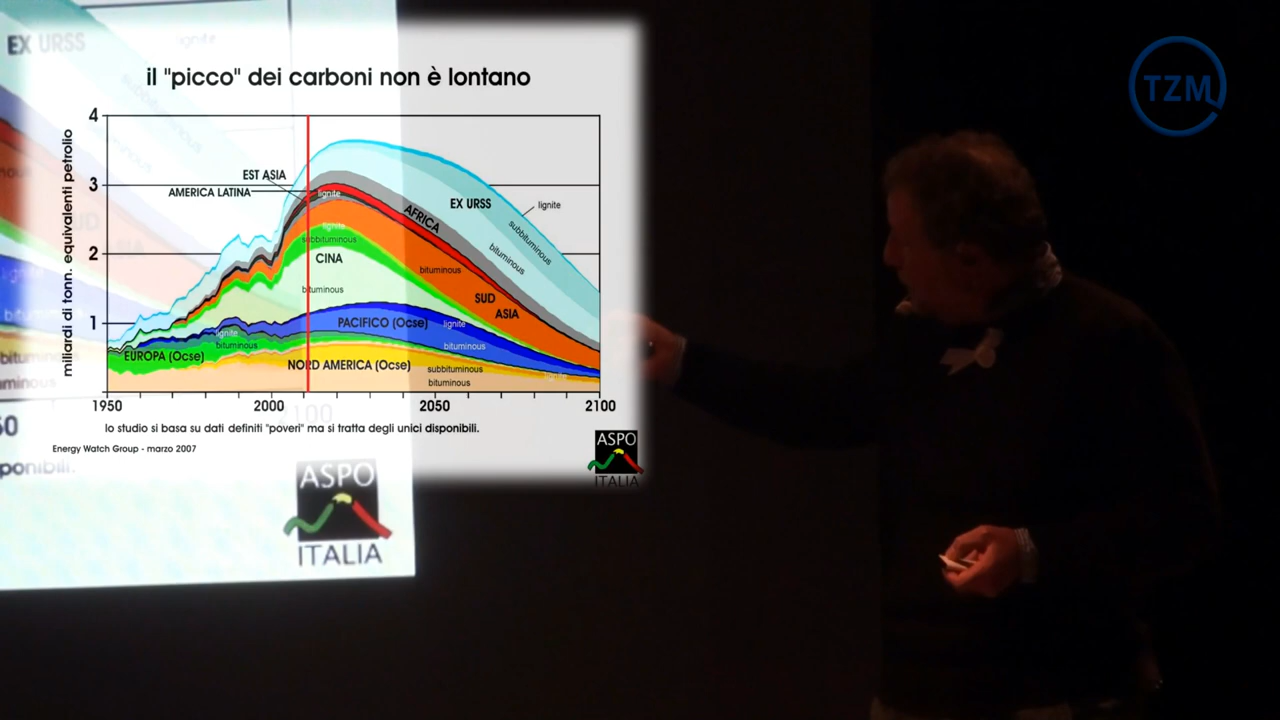 il "picco" dei carboni non è lontano
miliardi di tonn. equivalenti petrolio
4
3
2
1
EST ASIA
AMERICA LATINA
lignite
AFRICA
EX URSS
lignite
subbituminous
bituminous
lignite
subbituminous
CINA
bituminous
bituminous
SUD
ASIA
PACIFICO (Ocse)
lignite
bituminous
lignite
bituminous
EUROPA (Ocse)
NORD AMERICA (Ocse)
subbituminous
bituminous
lignite
1950
2000
2050
2100
lo studio si basa su dati definiti "poveri" ma si tratta degli unici disponibili.
Energy Watch Group - marzo 2007
ASPO
ITALIA
EX URSS
ponibili.
ASPO
ITALIA
TZM